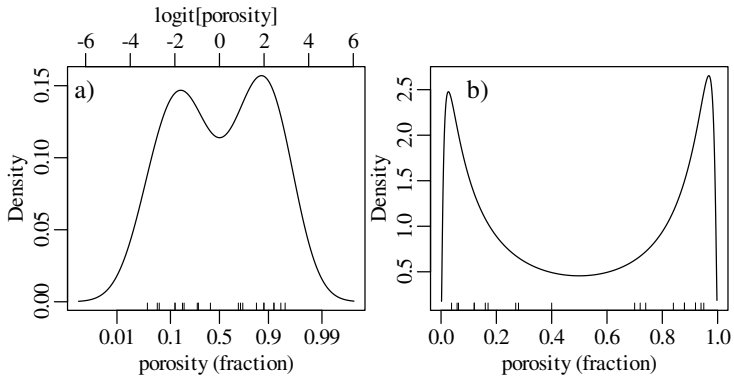 logit[porosity]
-6 -4 -2 0 2 4 6
a)
Density
0.00 0.05 0.10 0.15
0.01 0.1 0.5 0.9 0.99
porosity (fraction)
b)
Density
0.5 1.0 1.5 2.0 2.5
0.0 0.2 0.4 0.6 0.8 1.0
porosity (fraction)